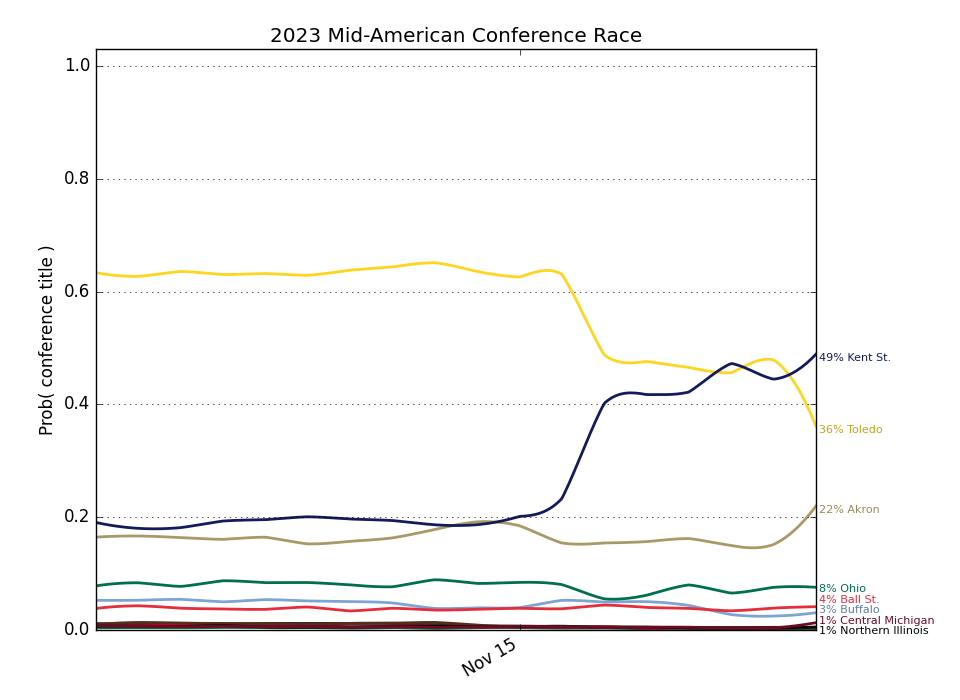 2023 Mid-American Conference Race
Prob( conference title )
1.0
0.8
0.6
0.4
0.2
0.0
Nov 15
49% Kent St.
36% Toledo
22% Akron
8% Ohio
4% Ball St.
3% Buffalo
1% Central Michigan
1% Northern Illinois